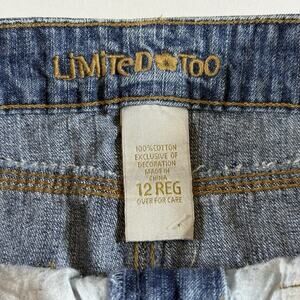 LiMiTeD TOO
100% COTTON
EXCLUSIVE OF
DECORATION
MADE IN
CHINA
12 REG
OVER FOR CARE